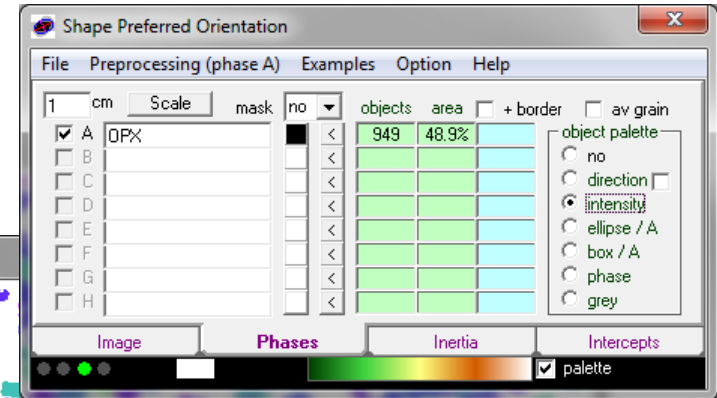 Shape Preferred Orientation
File Preprocessing (phase A) Examples Option Help
1 cm Scale mask no objects area + border av grain
A OPX < 949 48.9% object palette
B < no
C < direction
D < intensity
E < ellipse / A
F < box / A
G < phase
H < grey
Image Phases Inertia Intercepts
palette